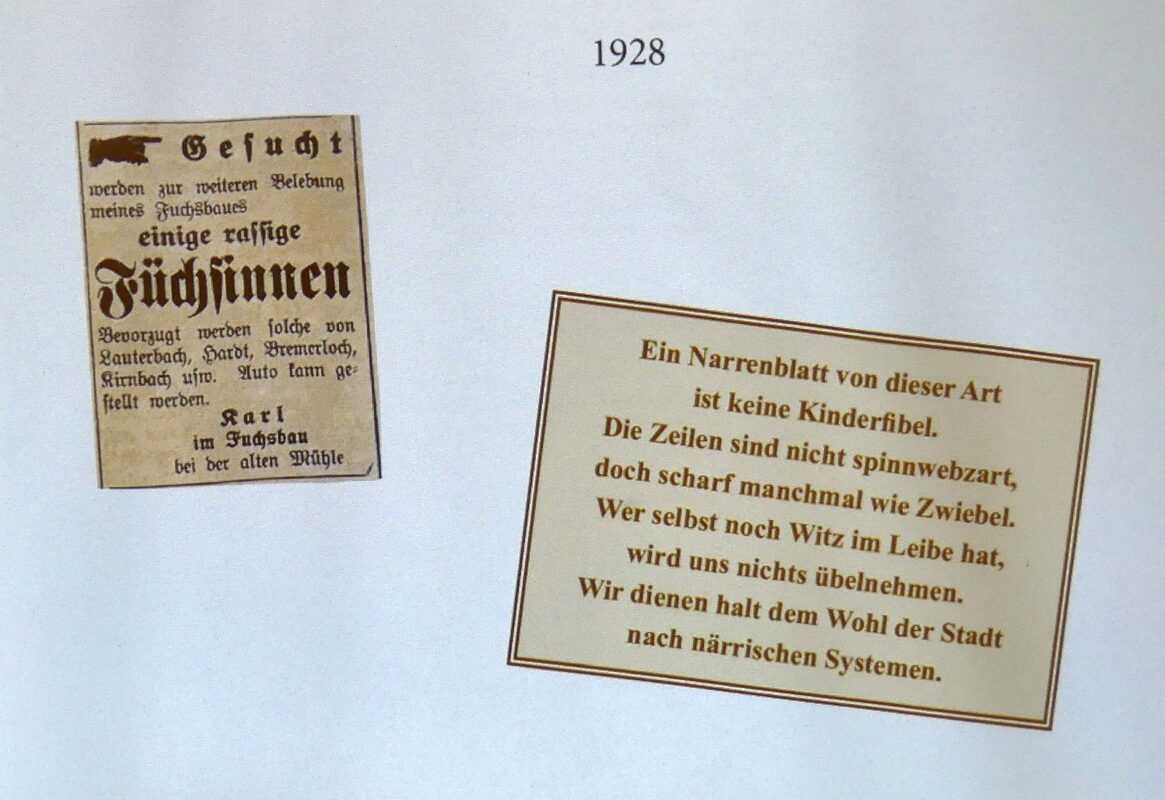 1928
Gesucht
werden zur weiteren Belebung
meines Fuchsbaues
einige rassige
Füchsinnen
Bevorzugt werden solche von
Lauterbach, Hardt, Bremerloch,
Kirnbach usw. Auto kann ge-
stellt werden.
Karl
im Fuchsbau
bei der alten Mühle
Ein Narrenblatt von dieser Art
ist keine Kinderfibel.
Die Zeilen sind nicht spinnwebzart,
doch scharf manchmal wie Zwiebel.
Wer selbst noch Witz im Leibe hat,
wird uns nichts übelnehmen.
Wir dienen halt dem Wohl der Stadt
nach närrischen Systemen.